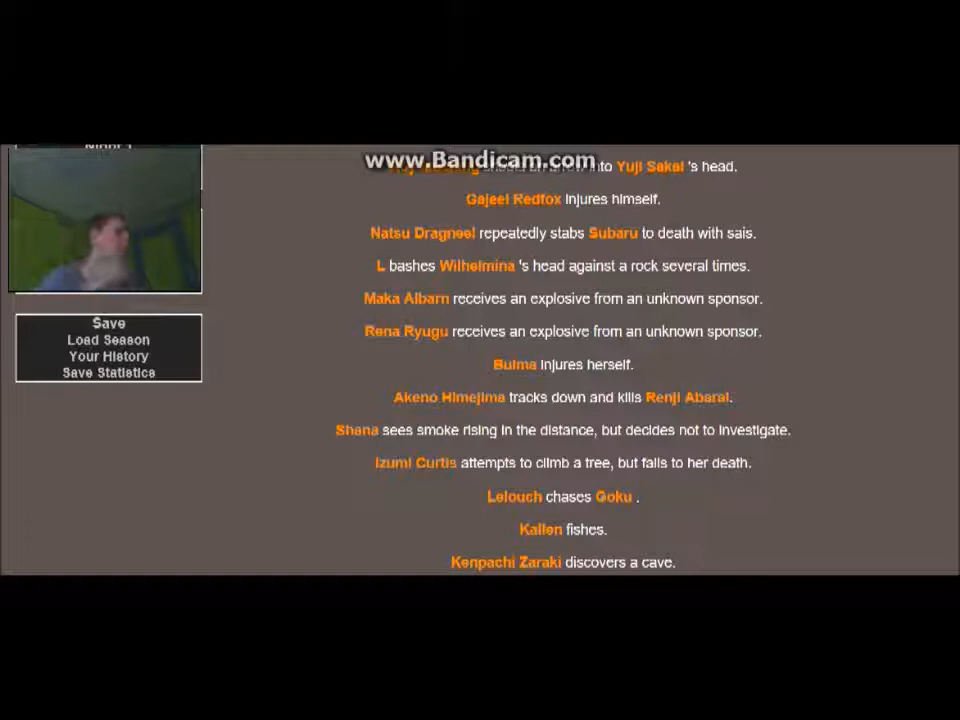 www.Bandicam.com
into Yuji Sakai 's head.
Gajeel Redfox injures himself.
Natsu Dragneel repeatedly stabs Subaru to death with sais.
L bashes Wilhelmina 's head against a rock several times.
Maka Albarn receives an explosive from an unknown sponsor.
Rena Ryugu receives an explosive from an unknown sponsor.
Bulma injures herself.
Akeno Himejima tracks down and kills Renji Abarai.
Shana sees smoke rising in the distance, but decides not to investigate.
Izumi Curtis attempts to climb a tree, but falls to her death.
Lelouch chases Goku .
Kallen fishes.
Kenpachi Zaraki discovers a cave.
Save
Load Season
Your History
Save Statistics